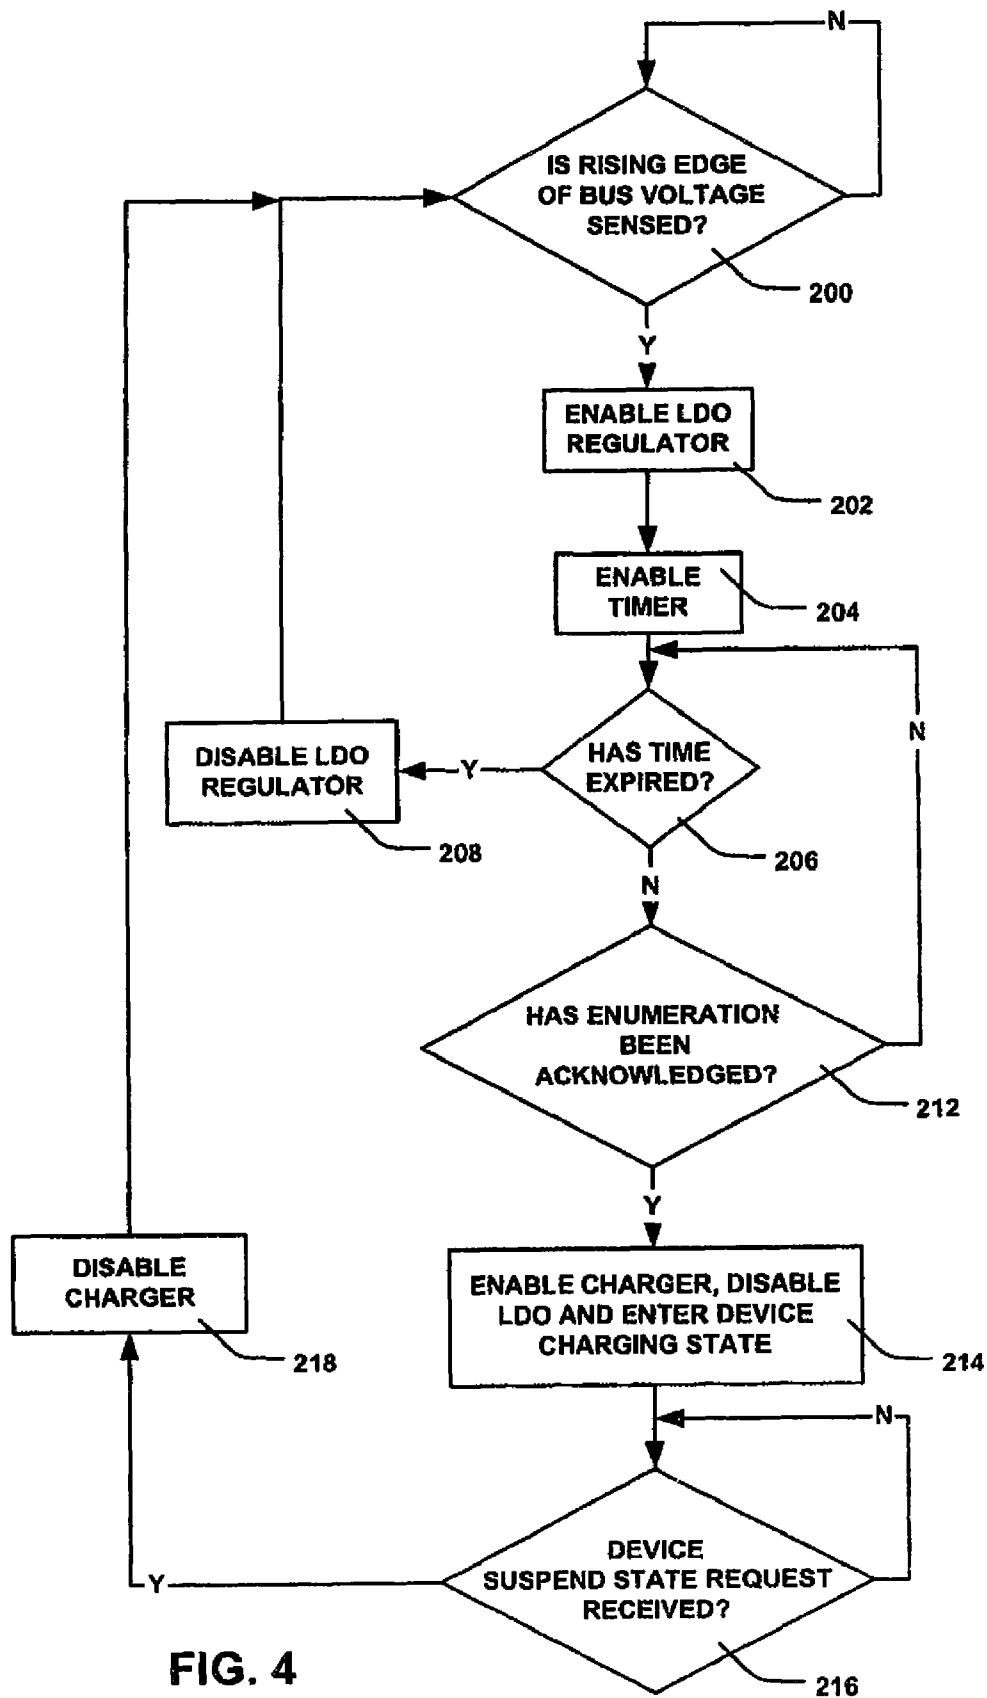 N
IS RISING EDGE
OF BUS VOLTAGE
SENSED?
200
Y
ENABLE LDO
REGULATOR
202
ENABLE
TIMER
204
N
HAS TIME
EXPIRED?
Y
DISABLE LDO
REGULATOR
208
206
N
HAS ENUMERATION
BEEN
ACKNOWLEDGED?
212
Y
DISABLE
CHARGER
218
ENABLE CHARGER, DISABLE
LDO AND ENTER DEVICE
CHARGING STATE
214
N
DEVICE
SUSPEND STATE REQUEST
RECEIVED?
Y
216
FIG. 4